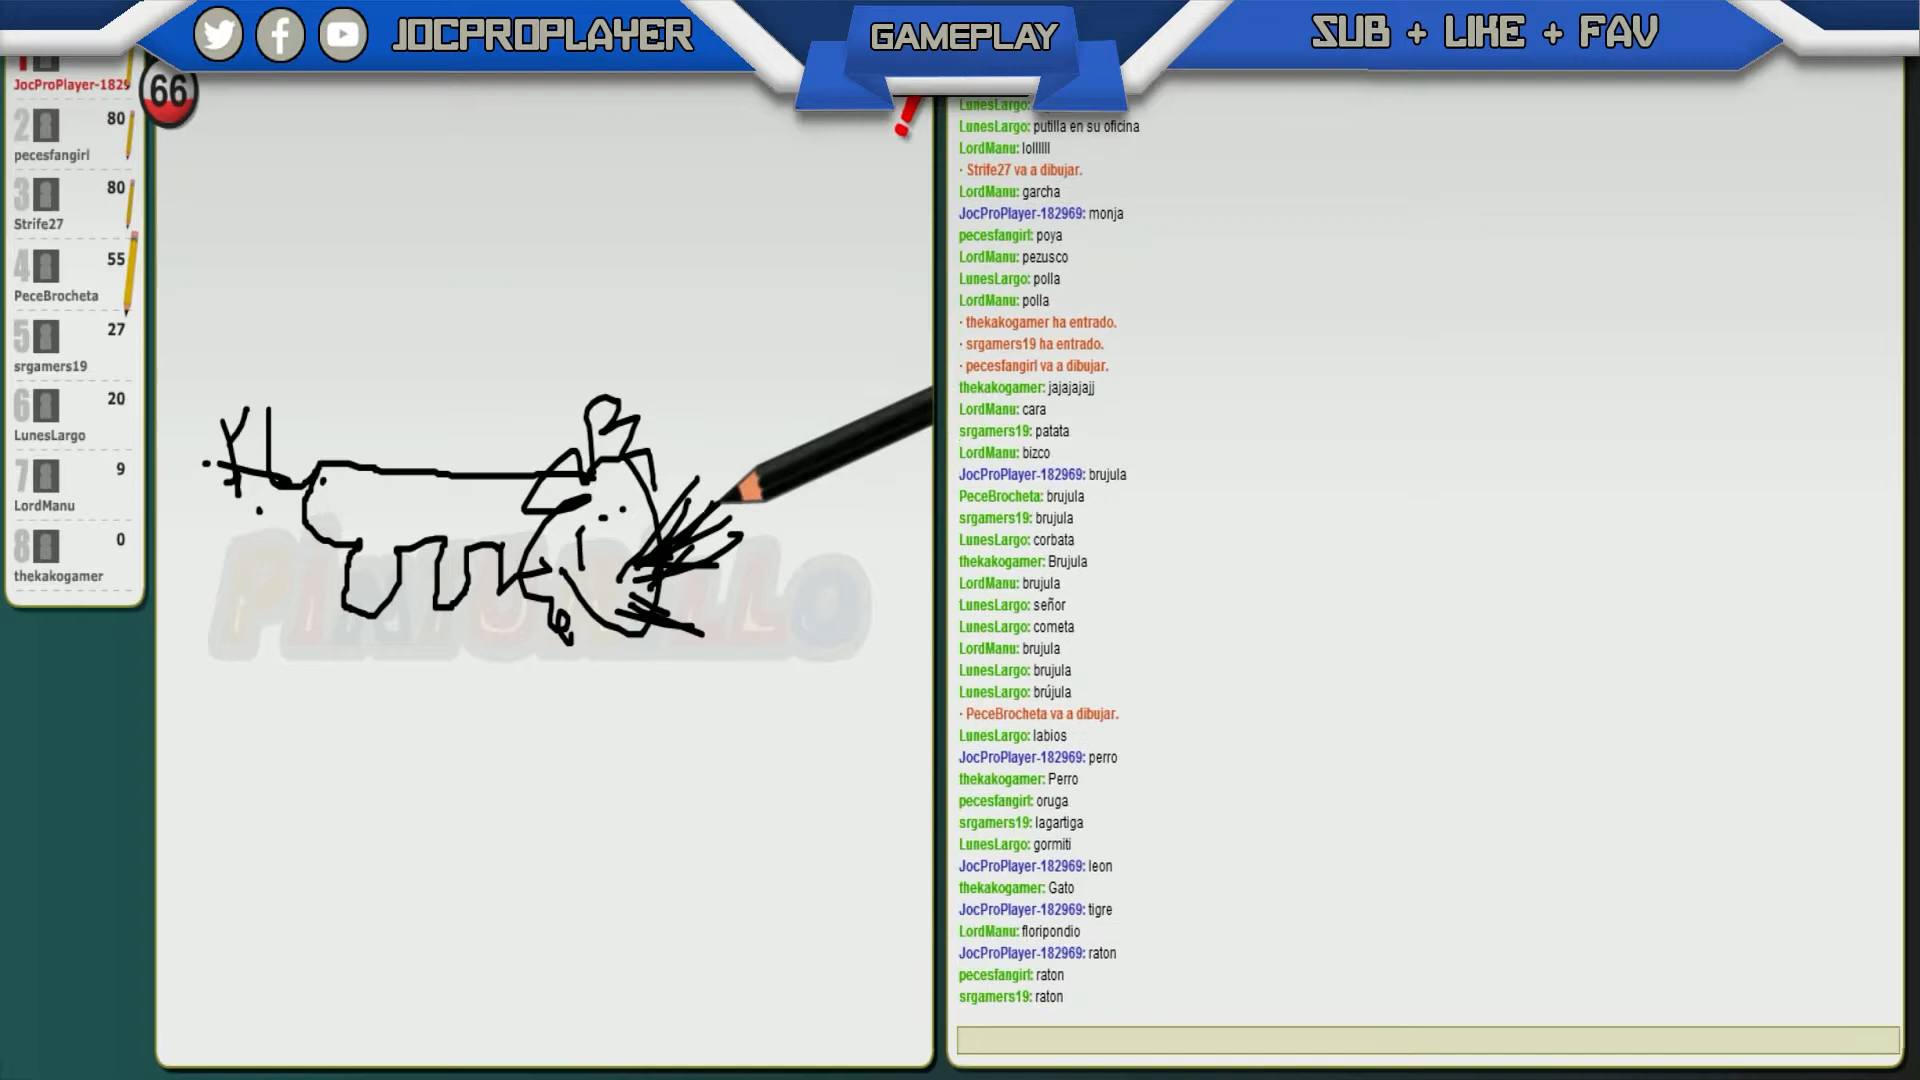 JOCPROPLAYER
GAMEPLAY
SUB + LIKE + FAV
JocProPlayer-1829
66
2
80
pecesfangirl
3
80
Strife27
4
55
PeceBrocheta
5
27
srgamers19
6
20
LunesLargo
7
9
LordManu
8
0
thekakogamer
PINTURILLO
LunesLargo:
LunesLargo: putilla en su oficina
LordManu: lollllll
· Strife27 va a dibujar.
LordManu: garcha
JocProPlayer-182969: monja
pecesfangirl: poya
LordManu: pezusco
LunesLargo: polla
LordManu: polla
· thekakogamer ha entrado.
· srgamers19 ha entrado.
· pecesfangirl va a dibujar.
thekakogamer: jajajajajj
LordManu: cara
srgamers19: patata
LordManu: bizco
JocProPlayer-182969: brujula
PeceBrocheta: brujula
srgamers19: brujula
LunesLargo: corbata
thekakogamer: Brujula
LordManu: brujula
LunesLargo: señor
LunesLargo: cometa
LordManu: brujula
LunesLargo: brujula
LunesLargo: brújula
· PeceBrocheta va a dibujar.
LunesLargo: labios
JocProPlayer-182969: perro
thekakogamer: Perro
pecesfangirl: oruga
srgamers19: lagartiga
LunesLargo: gormiti
JocProPlayer-182969: leon
thekakogamer: Gato
JocProPlayer-182969: tigre
LordManu: floripondio
JocProPlayer-182969: raton
pecesfangirl: raton
srgamers19: raton